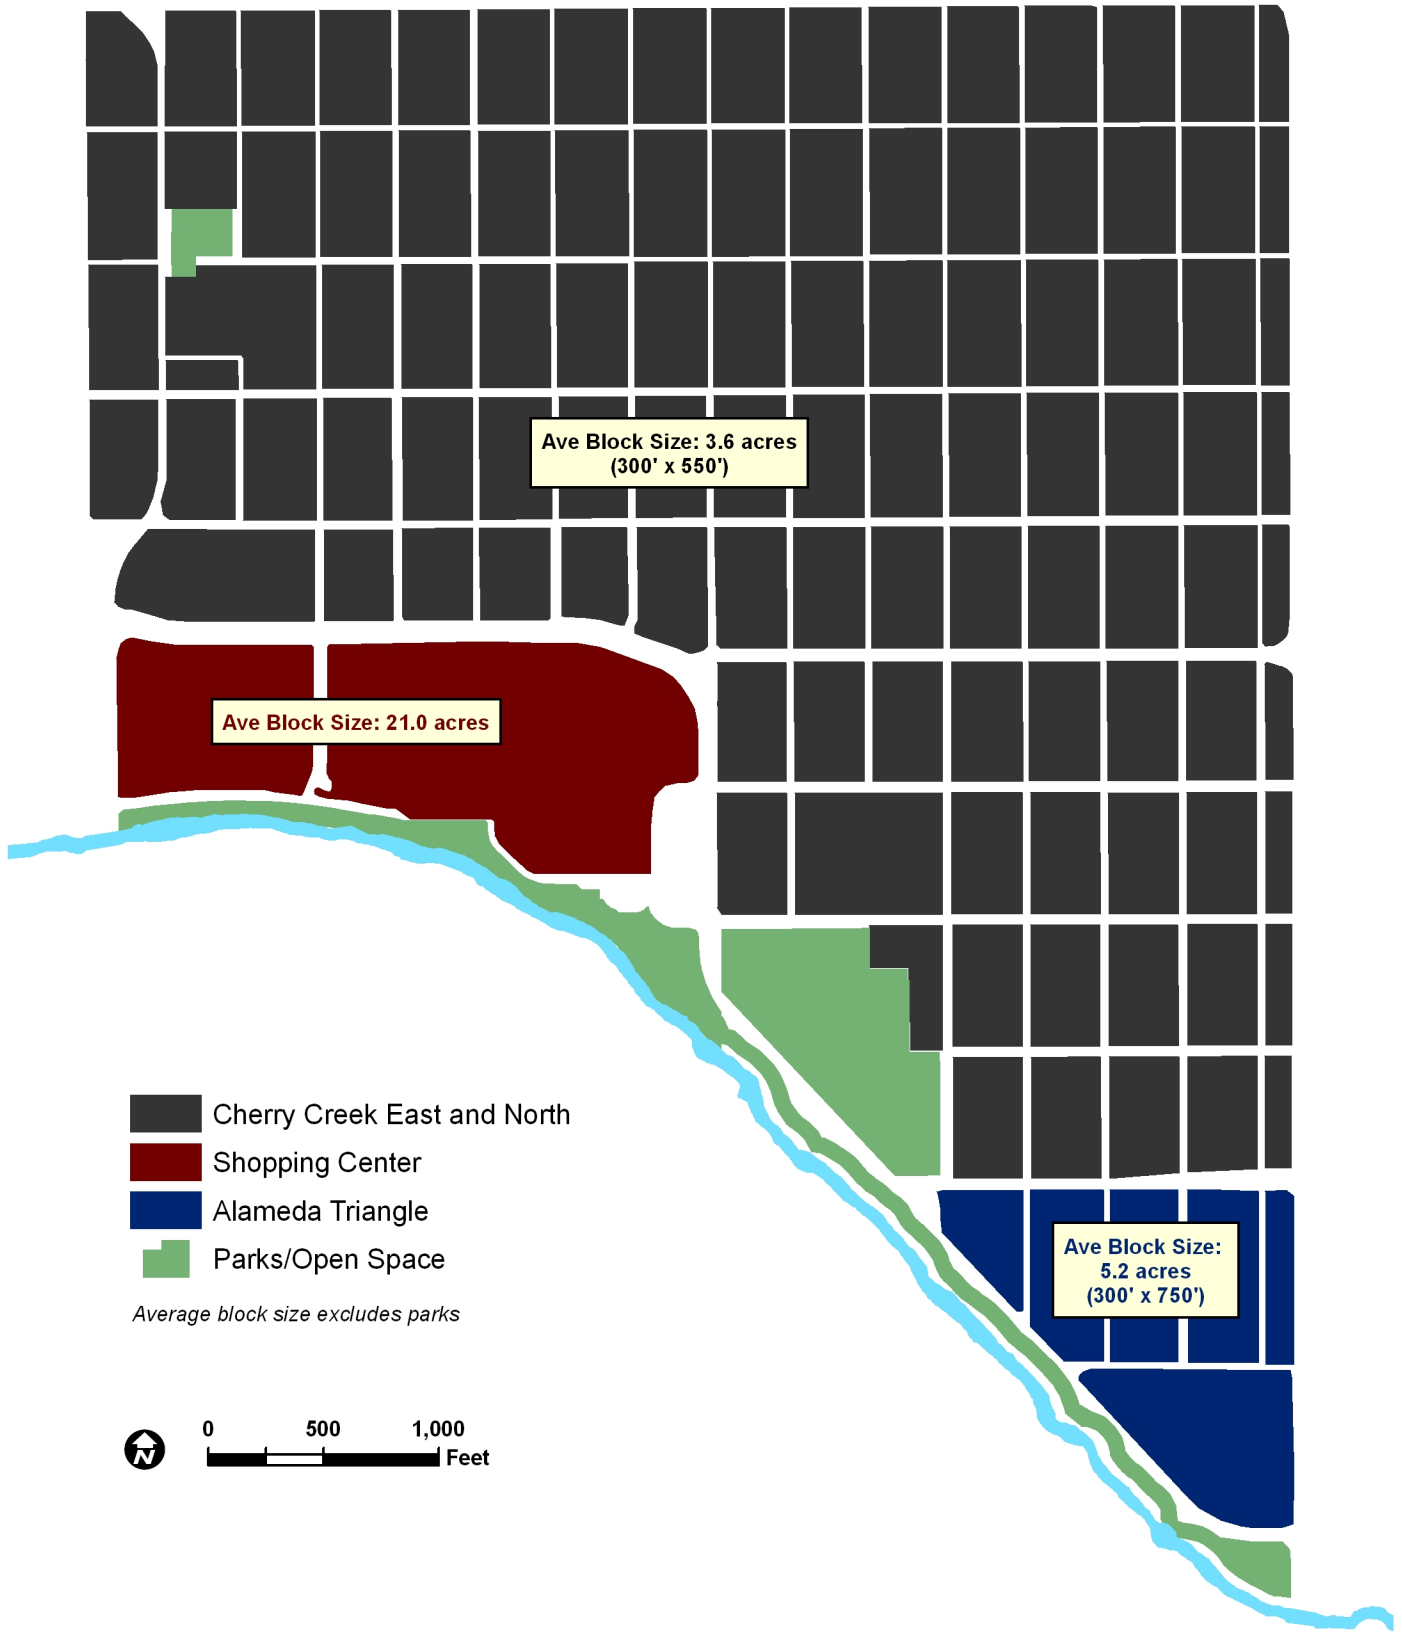 Ave Block Size: 3.6 acres
(300' x 550')
Ave Block Size: 21.0 acres
Cherry Creek East and North
Shopping Center
Alameda Triangle
Parks/Open Space
Average block size excludes parks
Ave Block Size:
5.2 acres
(300' x 750')
0 500 1,000
Feet
N